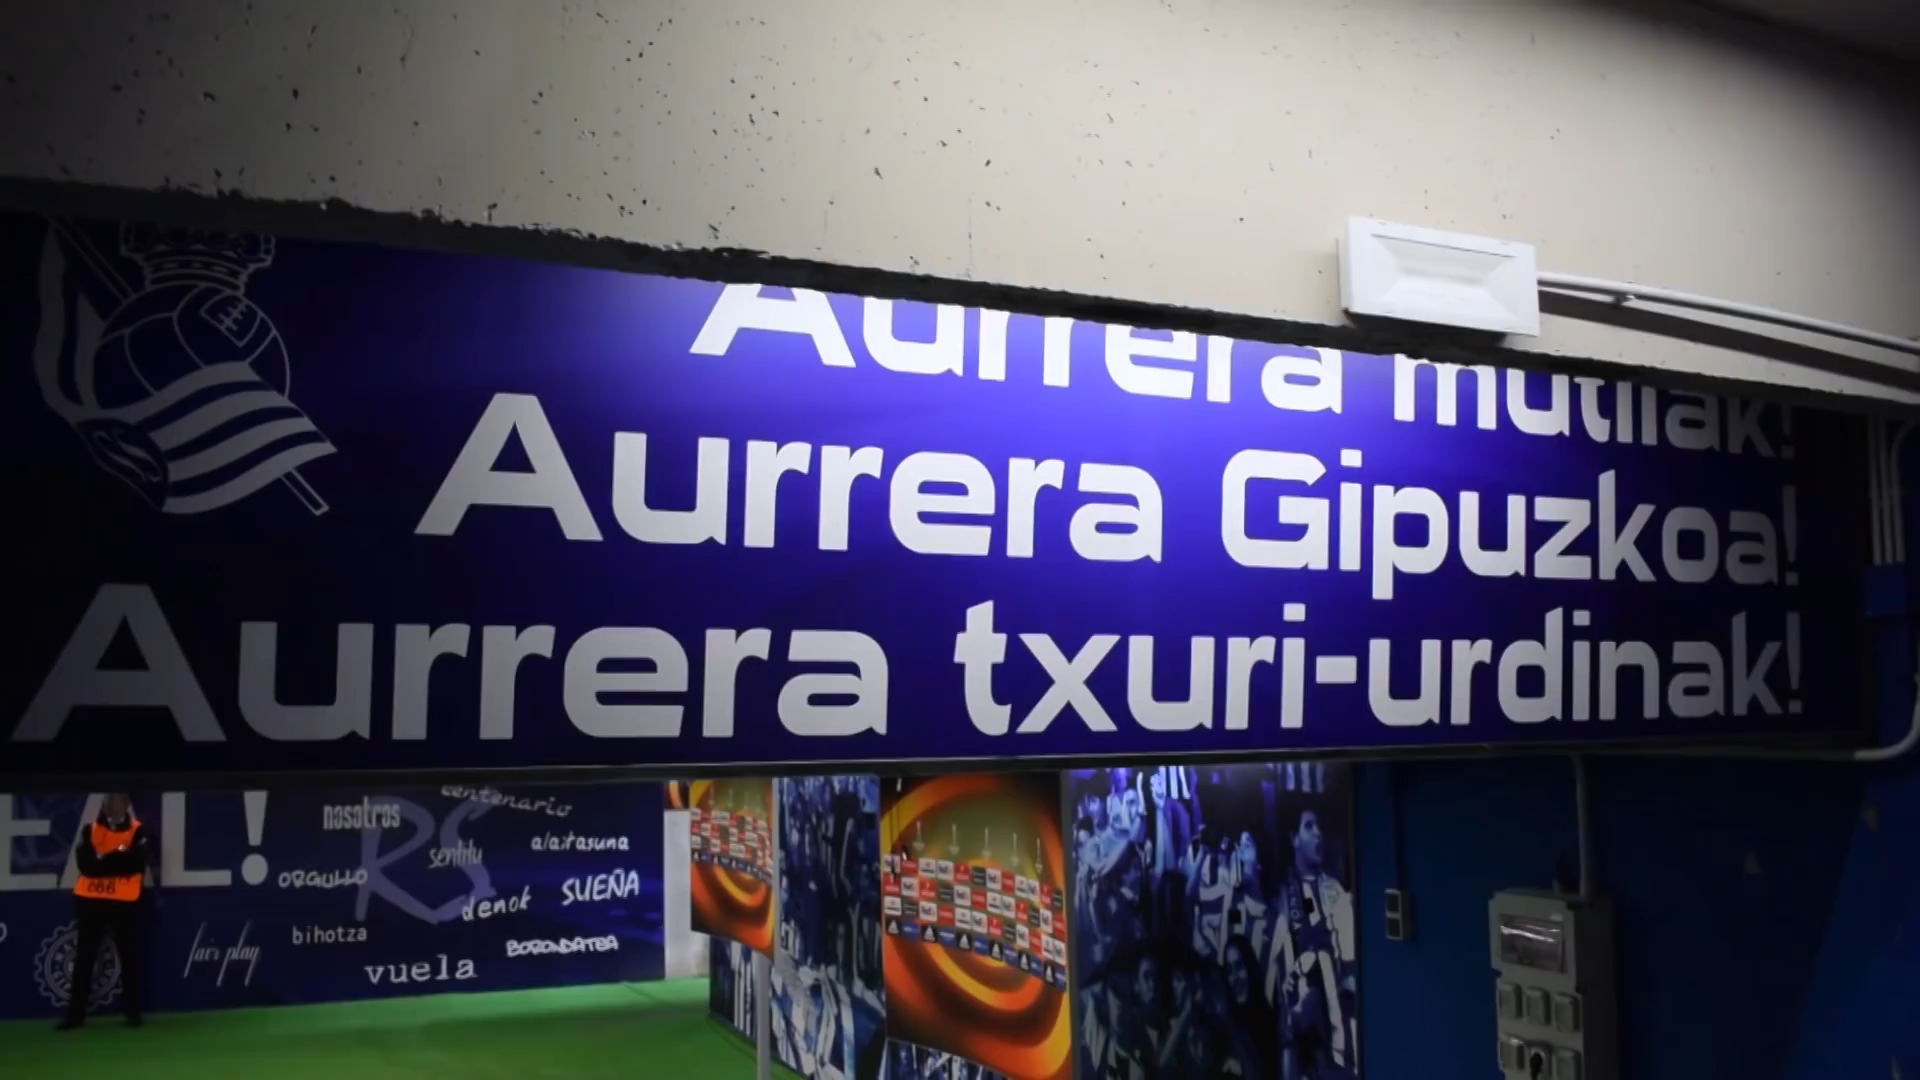 Aurrera mutilak!
Aurrera Gipuzkoa!
Aurrera txuri-urdinak!
EAL!
nosotros
centenario
sentitu
alaitasuna
ORGULLO
RS
denok
SUEÑA
fair play
bihotza
vuela
BORONDATEA